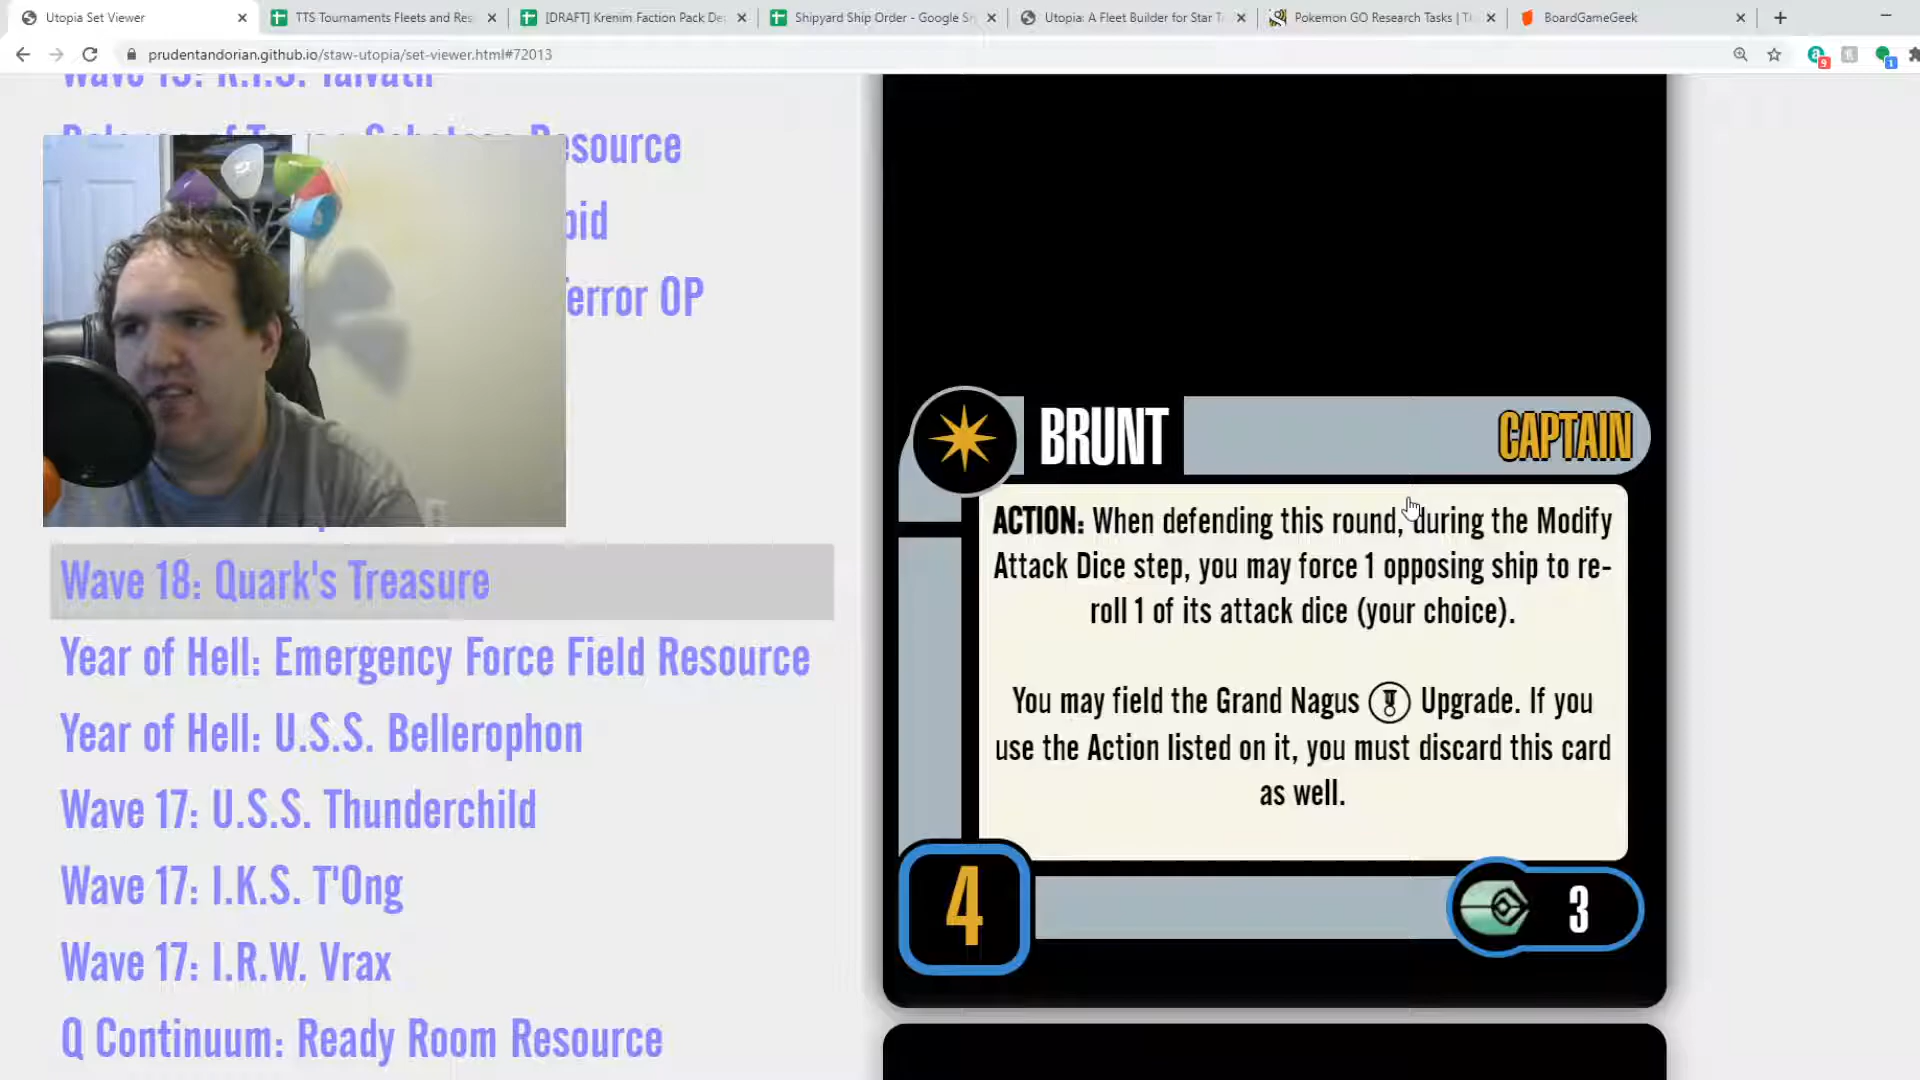 Utopia Set Viewer
TTS Tournaments Fleets and Res
[DRAFT] Krenim Faction Pack De
Shipyard Ship Order - Google Sh
Utopia: A Fleet Builder for Star T
Pokemon GO Research Tasks | T
BoardGameGeek
prudentandorian.github.io/staw-utopia/set-viewer.html#72013
9
1
esource
oid
Terror OP
Wave 18: Quark's Treasure
Year of Hell: Emergency Force Field Resource
Year of Hell: U.S.S. Bellerophon
Wave 17: U.S.S. Thunderchild
Wave 17: I.K.S. T'Ong
Wave 17: I.R.W. Vrax
Q Continuum: Ready Room Resource
BRUNT
CAPTAIN
ACTION: When defending this round, during the Modify
Attack Dice step, you may force 1 opposing ship to re-
roll 1 of its attack dice (your choice).
You may field the Grand Nagus Upgrade. If you
use the Action listed on it, you must discard this card
as well.
4
3